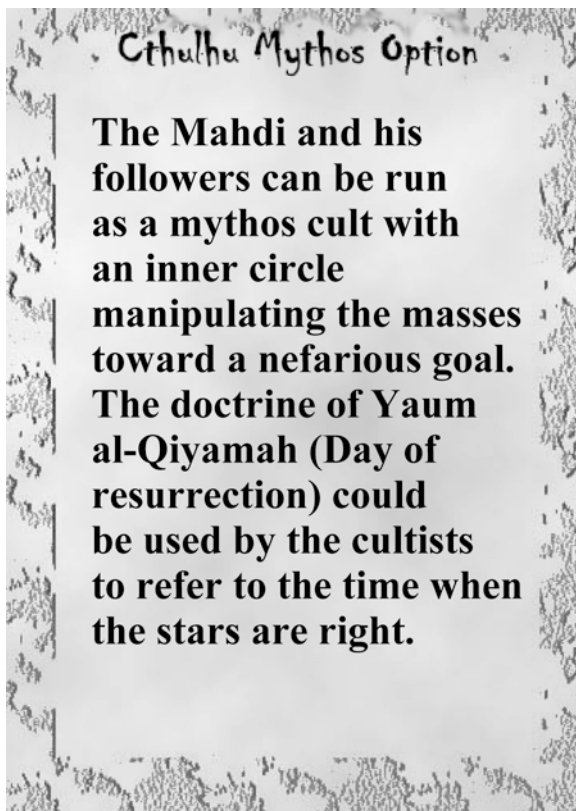 Cthulhu Mythos Option
The Mahdi and his
followers can be run
as a mythos cult with
an inner circle
manipulating the masses
toward a nefarious goal.
The doctrine of Yaum
al-Qiyamah (Day of
resurrection) could
be used by the cultists
to refer to the time when
the stars are right.